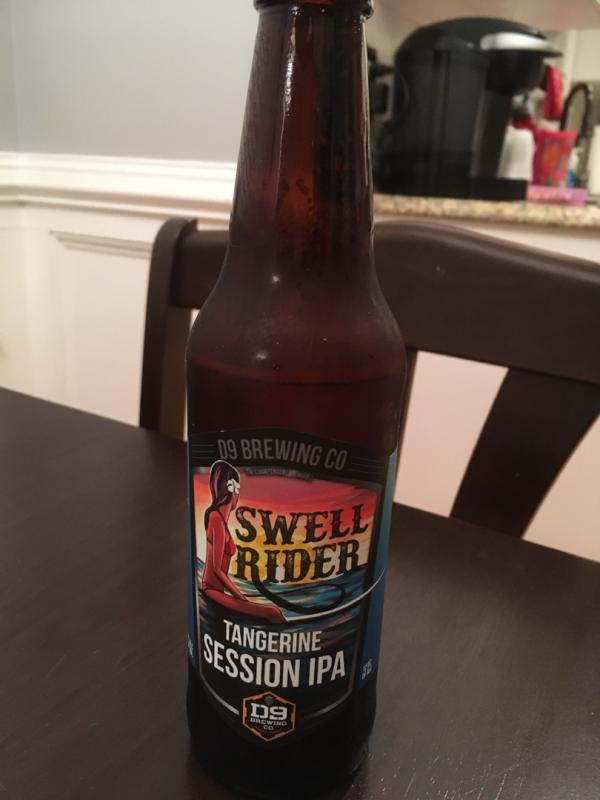 D9 BREWING CO
SWELL
RIDER
TANGERINE
SESSION IPA
D9
BREWING
CO